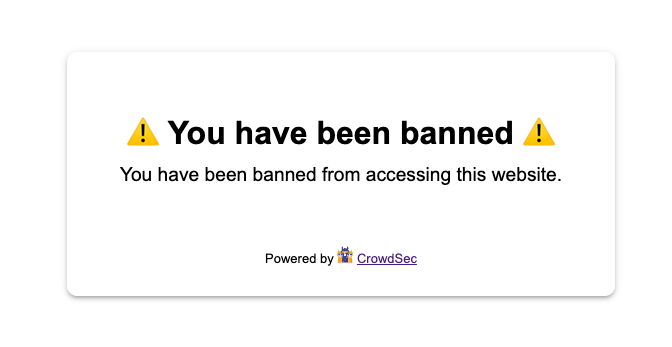 ⚠️ You have been banned ⚠️
You have been banned from accessing this website.
Powered by CrowdSec